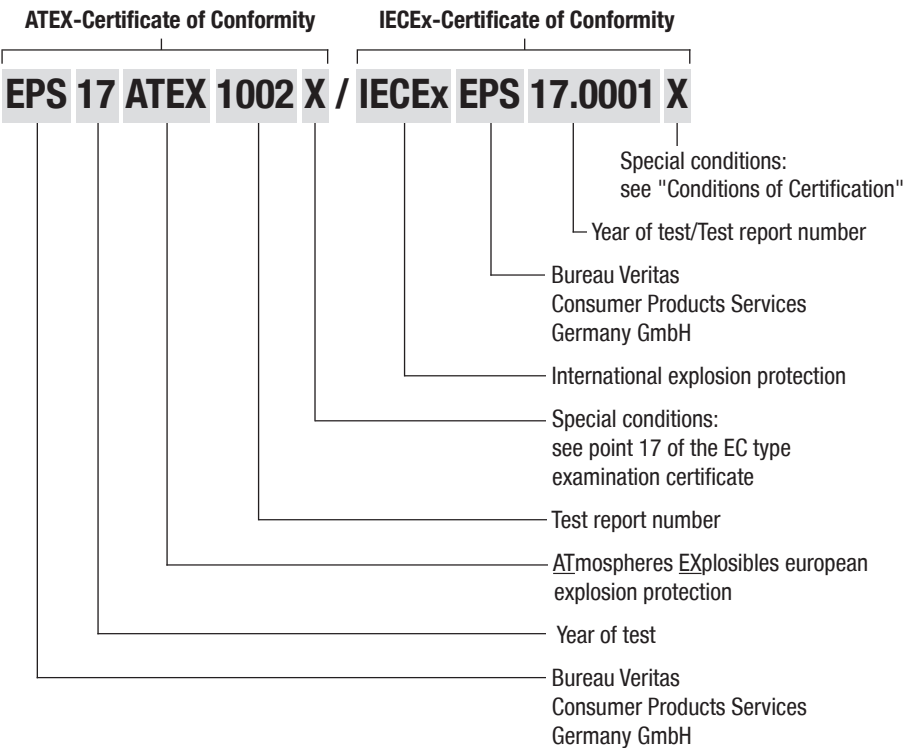 ATEX-Certificate of Conformity IECEx-Certificate of Conformity
EPS 17 ATEX 1002 X / IECEx EPS 17.0001 X
Special conditions:
see "Conditions of Certification"
Year of test/Test report number
Bureau Veritas
Consumer Products Services
Germany GmbH
International explosion protection
Special conditions:
see point 17 of the EC type
examination certificate
Test report number
ATmospheres EXplosibles european
explosion protection
Year of test
Bureau Veritas
Consumer Products Services
Germany GmbH